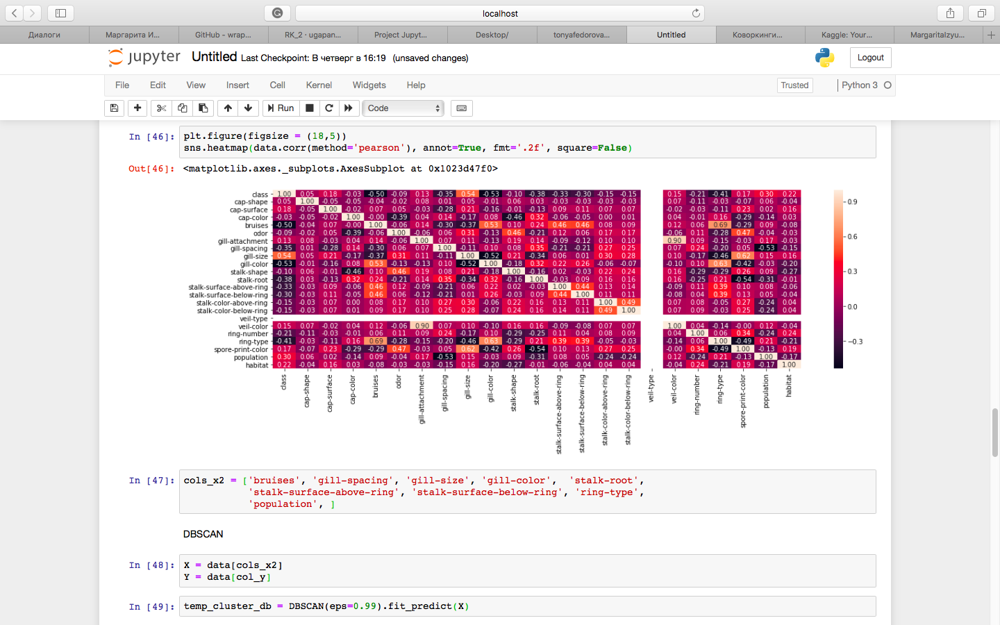 localhost
Диалоги
Маргарита И...
GitHub - wrap...
RK_2 · ugapan...
Project Jupyt...
Desktop/
tonyafedorova...
Untitled
Коворкинги...
Kaggle: Your...
MargaritaIzyu...
jupyter Untitled Last Checkpoint: В четверг в 16:19 (unsaved changes)
Logout
File Edit View Insert Cell Kernel Widgets Help
Trusted
Python 3
Run
Code
In [46]: plt.figure(figsize = (18,5))
sns.heatmap(data.corr(method='pearson'), annot=True, fmt='.2f', square=False)
Out[46]: <matplotlib.axes._subplots.AxesSubplot at 0x1023d47f0>
class 1.00 0.05 0.18 -0.03 -0.50 -0.09 0.13 -0.35 0.54 -0.53 -0.10 -0.38 -0.33 -0.30 -0.15 -0.15 0.15 -0.21 -0.41 0.17 0.30 0.22
cap-shape 0.05 1.00 -0.05 -0.05 -0.04 -0.02 0.08 0.01 0.05 -0.01 0.06 0.03 -0.03 -0.03 -0.03 -0.03 0.07 -0.11 -0.03 -0.07 0.06 -0.04
cap-surface 0.18 -0.05 1.00 -0.02 0.07 0.05 -0.03 -0.28 0.21 -0.16 -0.01 -0.13 0.09 0.11 0.07 0.07 -0.02 -0.03 -0.11 0.23 0.02 0.16
cap-color -0.03 -0.05 -0.02 1.00 -0.00 -0.39 0.04 0.14 -0.17 0.08 -0.46 0.32 -0.06 -0.05 0.00 0.01 0.04 -0.01 0.16 -0.29 -0.14 0.03
bruises -0.50 -0.04 0.07 -0.00 1.00 -0.06 0.14 -0.30 -0.37 0.53 0.10 0.24 0.46 0.46 0.08 0.09 0.12 0.06 0.69 -0.29 0.09 -0.08
odor -0.09 -0.02 0.05 -0.39 -0.06 1.00 -0.06 0.06 0.31 -0.13 0.46 -0.21 0.12 0.06 0.17 0.17 -0.06 0.11 -0.28 0.47 -0.04 -0.03
gill-attachment 0.13 0.08 -0.03 0.04 0.14 -0.06 1.00 0.07 0.11 -0.13 0.19 0.14 -0.09 -0.12 0.10 0.10 0.90 0.09 -0.15 -0.03 0.17 -0.03
gill-spacing -0.35 0.01 -0.28 0.14 -0.30 0.06 0.07 1.00 -0.11 0.10 0.08 0.35 -0.21 -0.21 0.27 0.25 0.07 0.24 -0.20 0.05 -0.53 -0.15
gill-size 0.54 0.05 0.21 -0.17 -0.37 0.31 0.11 -0.11 1.00 -0.52 0.21 -0.34 0.06 0.01 0.30 0.28 0.10 -0.17 -0.46 0.62 0.15 0.16
gill-color -0.53 -0.01 -0.16 0.08 0.53 -0.13 -0.13 0.10 -0.52 1.00 -0.18 0.32 0.22 0.26 -0.06 -0.07 -0.10 0.10 0.63 -0.42 -0.03 -0.20
stalk-shape -0.10 0.06 -0.01 -0.46 0.10 0.46 0.19 0.08 0.21 -0.18 1.00 -0.16 0.02 -0.03 0.22 0.24 0.16 -0.29 -0.29 0.26 0.09 -0.27
stalk-root -0.38 0.03 -0.13 0.32 0.24 -0.21 0.14 0.35 -0.34 0.32 -0.16 1.00 -0.03 0.09 0.16 0.16 0.16 -0.25 0.21 -0.54 -0.31 -0.01
stalk-surface-above-ring -0.33 -0.03 0.09 -0.06 0.46 0.12 -0.09 -0.21 0.06 0.22 0.02 -0.03 1.00 0.44 0.13 0.14 -0.09 0.11 0.39 0.10 0.08 -0.06
stalk-surface-below-ring -0.30 -0.03 0.11 -0.05 0.46 0.06 -0.12 -0.21 0.01 0.26 -0.03 0.09 0.44 1.00 0.11 0.11 -0.08 0.04 0.39 0.13 0.05 -0.04
stalk-color-above-ring -0.15 -0.03 0.07 0.00 0.08 0.17 0.10 0.27 0.30 -0.06 0.22 0.16 0.13 0.11 1.00 0.49 0.07 0.08 -0.05 0.27 -0.24 0.04
stalk-color-below-ring -0.15 -0.03 0.07 0.01 0.09 0.17 0.10 0.25 0.28 -0.07 0.24 0.16 0.14 0.11 0.49 1.00 0.07 0.09 -0.03 0.25 -0.24 0.04
veil-type
veil-color 0.15 0.07 -0.02 0.04 0.12 -0.06 0.90 0.07 0.10 -0.10 0.16 0.16 -0.09 -0.08 0.07 0.07 1.00 0.04 -0.14 -0.00 0.12 -0.04
ring-number -0.21 -0.11 -0.03 -0.01 0.06 0.11 0.09 0.24 -0.17 0.10 -0.29 -0.25 0.11 0.04 0.08 0.09 0.04 1.00 0.06 0.34 -0.24 0.24
ring-type -0.41 -0.03 -0.11 0.16 0.69 -0.28 -0.15 -0.20 -0.46 0.63 -0.29 0.21 0.39 0.39 -0.05 -0.03 -0.14 0.06 1.00 -0.49 0.21 -0.21
spore-print-color 0.17 -0.07 0.23 -0.29 -0.29 0.47 -0.03 0.05 0.62 -0.42 0.26 -0.54 0.10 0.13 0.27 0.25 -0.00 0.34 -0.49 1.00 -0.13 0.19
population 0.30 0.06 0.02 -0.14 0.09 -0.04 0.17 -0.53 0.15 -0.03 0.09 -0.31 0.08 0.05 -0.24 -0.24 0.12 -0.24 0.21 -0.13 1.00 -0.17
habitat 0.22 -0.04 0.16 0.03 -0.08 -0.03 -0.03 -0.15 0.16 -0.20 -0.27 -0.01 -0.06 -0.04 0.04 0.04 -0.04 0.24 -0.21 0.19 -0.17 1.00
class
cap-shape
cap-surface
cap-color
bruises
odor
gill-attachment
gill-spacing
gill-size
gill-color
stalk-shape
stalk-root
stalk-surface-above-ring
stalk-surface-below-ring
stalk-color-above-ring
stalk-color-below-ring
veil-type
veil-color
ring-number
ring-type
spore-print-color
population
habitat
0.9
0.6
0.3
0.0
−0.3
In [47]: cols_x2 = ['bruises', 'gill-spacing', 'gill-size', 'gill-color', 'stalk-root',
'stalk-surface-above-ring', 'stalk-surface-below-ring', 'ring-type',
'population', ]
DBSCAN
In [48]: X = data[cols_x2]
Y = data[col_y]
In [49]: temp_cluster_db = DBSCAN(eps=0.99).fit_predict(X)